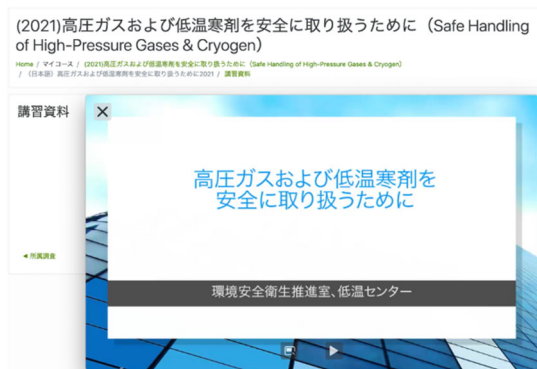 (2021)高圧ガスおよび低温寒剤を安全に取り扱うために（Safe Handling
of High-Pressure Gases & Cryogen）
Home / マイコース / (2021)高圧ガスおよび低温寒剤を安全に取り扱うために（Safe Handling of High-Pressure Gases & Cryogen）
/ （日本語）高圧ガスおよび低温寒剤を安全に取り扱うために2021 / 講習資料
講習資料
高圧ガスおよび低温寒剤を
安全に取り扱うために
環境安全衛生推進室、低温センター
◄ 所属調査